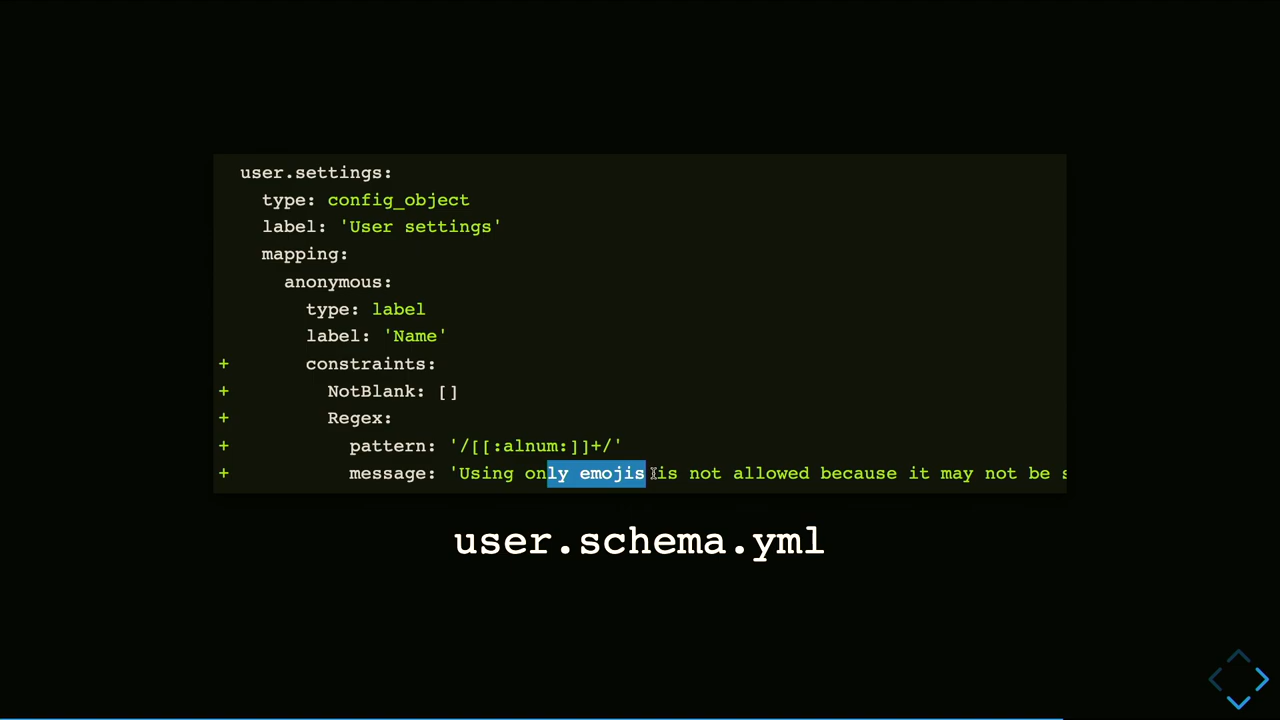 user.settings:
type: config_object
label: 'User settings'
mapping:
anonymous:
type: label
label: 'Name'
+ constraints:
+ NotBlank: []
+ Regex:
+ pattern: '/[[:alnum:]]+/'
+ message: 'Using only emojis is not allowed because it may not be s
user.schema.yml